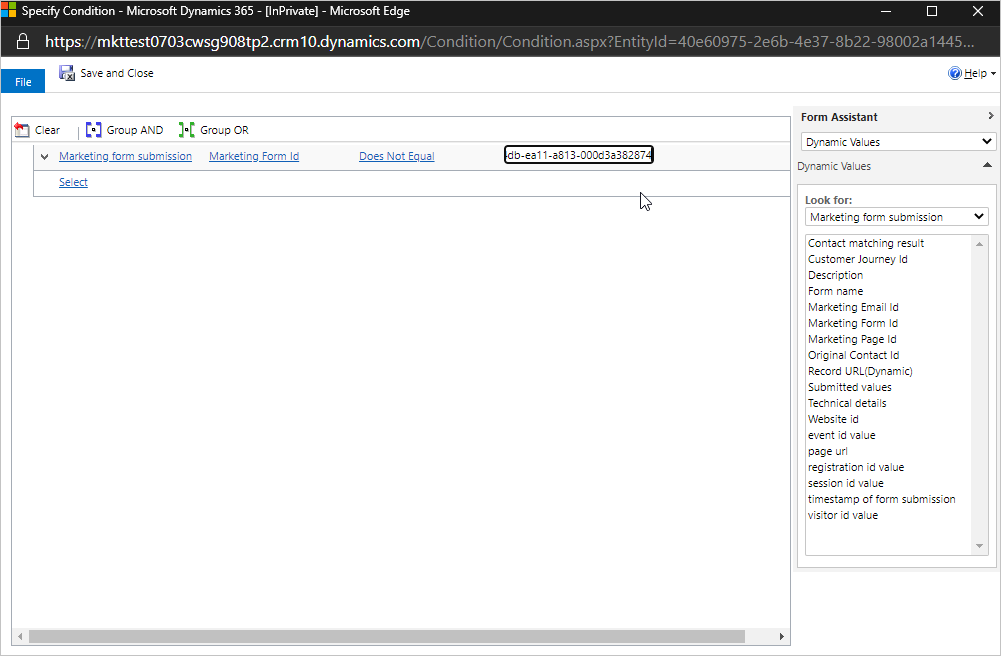 Specify Condition - Microsoft Dynamics 365 - [InPrivate] - Microsoft Edge
https://mkttest0703cwsg908tp2.crm10.dynamics.com/Condition/Condition.aspx?EntityId=40e60975-2e6b-4e37-8b22-98002a1445...
File
Save and Close
Help
Clear
Group AND
Group OR
Marketing form submission Marketing Form Id Does Not Equal db-ea11-a813-000d3a382874
Select
Form Assistant
Dynamic Values
Dynamic Values
Look for:
Marketing form submission
Contact matching result
Customer Journey Id
Description
Form name
Marketing Email Id
Marketing Form Id
Marketing Page Id
Original Contact Id
Record URL(Dynamic)
Submitted values
Technical details
Website id
event id value
page url
registration id value
session id value
timestamp of form submission
visitor id value